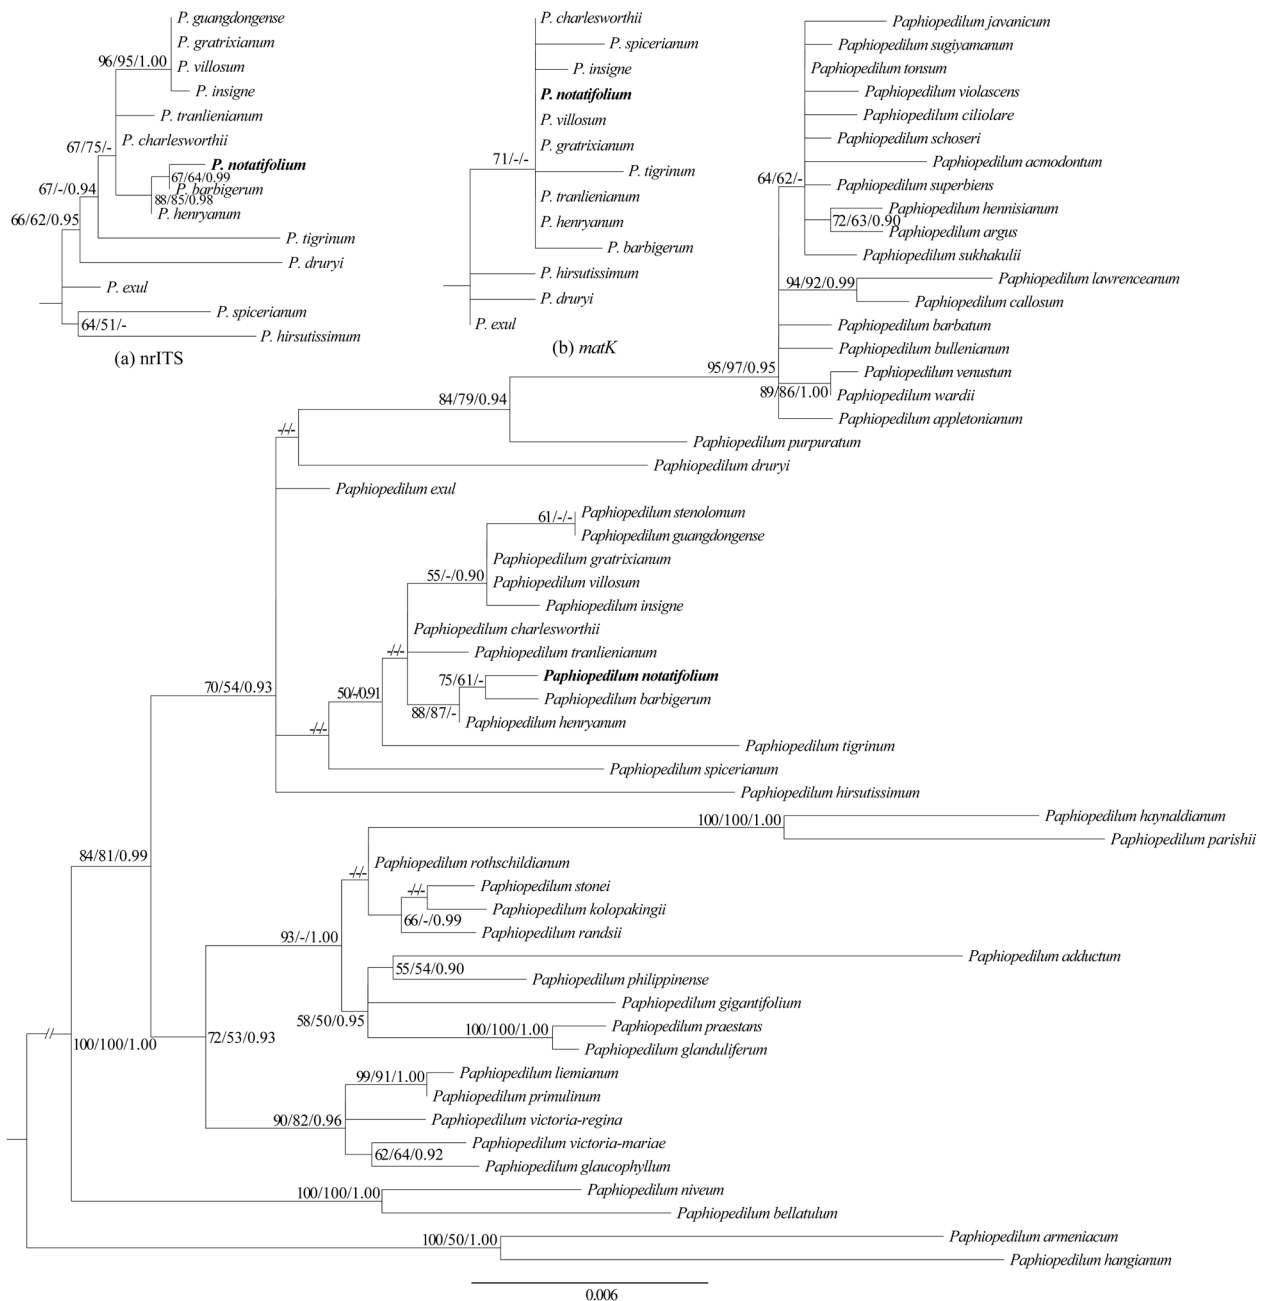 P. guangdongense
P. gratrixianum
96/95/1.00
P. villosum
P. insigne
P. tranlienianum
P. charlesworthii
67/75/-
P. notatifolium
67/64/0.99
P. barbigerum
88/85/0.98
P. henryanum
67/-/0.94
66/62/0.95
P. tigrinum
P. druryi
P. exul
P. spicerianum
64/51/-
P. hirsutissimum
(a) nrITS
P. charlesworthii
P. spicerianum
P. insigne
P. notatifolium
P. villosum
P. gratrixianum
71/-/-
P. tigrinum
P. tranlienianum
P. henryanum
P. barbigerum
P. hirsutissimum
P. druryi
P. exul
(b) matK
Paphiopedilum javanicum
Paphiopedilum sugiyamanum
Paphiopedilum tonsum
Paphiopedilum violascens
Paphiopedilum ciliolare
Paphiopedilum schoseri
Paphiopedilum acmodontum
64/62/-
Paphiopedilum superbiens
Paphiopedilum hennisianum
72/63/0.90
Paphiopedilum argus
Paphiopedilum sukhakulii
Paphiopedilum lawrenceanum
94/92/0.99
Paphiopedilum callosum
Paphiopedilum barbatum
Paphiopedilum bullenianum
95/97/0.95
Paphiopedilum venustum
89/86/1.00
Paphiopedilum wardii
84/79/0.94
Paphiopedilum appletonianum
-/-/-
Paphiopedilum purpuratum
Paphiopedilum druryi
Paphiopedilum exul
61/-/-
Paphiopedilum stenolomum
Paphiopedilum guangdongense
Paphiopedilum gratrixianum
55/-/0.90
Paphiopedilum villosum
Paphiopedilum insigne
Paphiopedilum charlesworthii
-/-/-
Paphiopedilum tranlienianum
Paphiopedilum notatifolium
75/61/-
70/54/0.93
50/-/0.91
Paphiopedilum barbigerum
88/87/-
Paphiopedilum henryanum
-/-/-
Paphiopedilum tigrinum
Paphiopedilum spicerianum
Paphiopedilum hirsutissimum
Paphiopedilum haynaldianum
100/100/1.00
Paphiopedilum parishii
84/81/0.99
Paphiopedilum rothschildianum
-/-/-
-/-/-
Paphiopedilum stonei
Paphiopedilum kolopakingii
66/-/0.99
Paphiopedilum randsii
93/-/1.00
Paphiopedilum adductum
55/54/0.90
Paphiopedilum philippinense
Paphiopedilum gigantifolium
58/50/0.95
Paphiopedilum praestans
100/100/1.00
Paphiopedilum glanduliferum
72/53/0.93
100/100/1.00
Paphiopedilum liemianum
99/91/1.00
Paphiopedilum primulinum
90/82/0.96
Paphiopedilum victoria-regina
Paphiopedilum victoria-mariae
62/64/0.92
Paphiopedilum glaucophyllum
Paphiopedilum niveum
100/100/1.00
Paphiopedilum bellatulum
Paphiopedilum armeniacum
100/50/1.00
Paphiopedilum hangianum
0.006